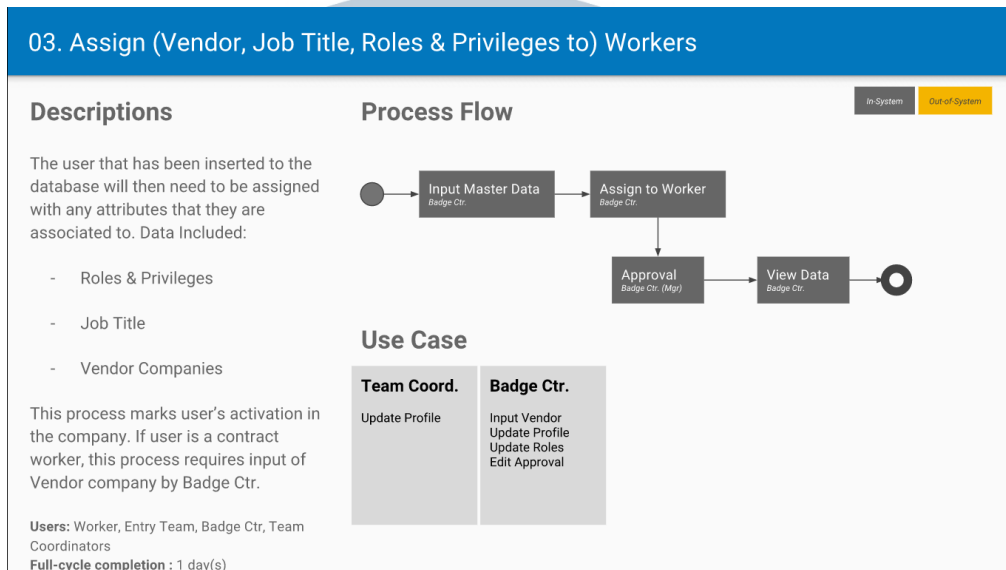 03. Assign (Vendor, Job Title, Roles & Privileges to) Workers
Descriptions
The user that has been inserted to the
database will then need to be assigned
with any attributes that they are
associated to. Data Included:
- Roles & Privileges
- Job Title
- Vendor Companies
This process marks user's activation in
the company. If user is a contract
worker, this process requires input of
Vendor company by Badge Ctr.
Users: Worker, Entry Team, Badge Ctr, Team
Coordinators
Full-cycle completion : 1 day(s)
Process Flow
In-System
Out-of-System
Input Master Data
Badge Ctr.
Assign to Worker
Badge Ctr.
Approval
Badge Ctr. (Mgr)
View Data
Badge Ctr.
Use Case
Team Coord.
Update Profile
Badge Ctr.
Input Vendor
Update Profile
Update Roles
Edit Approval